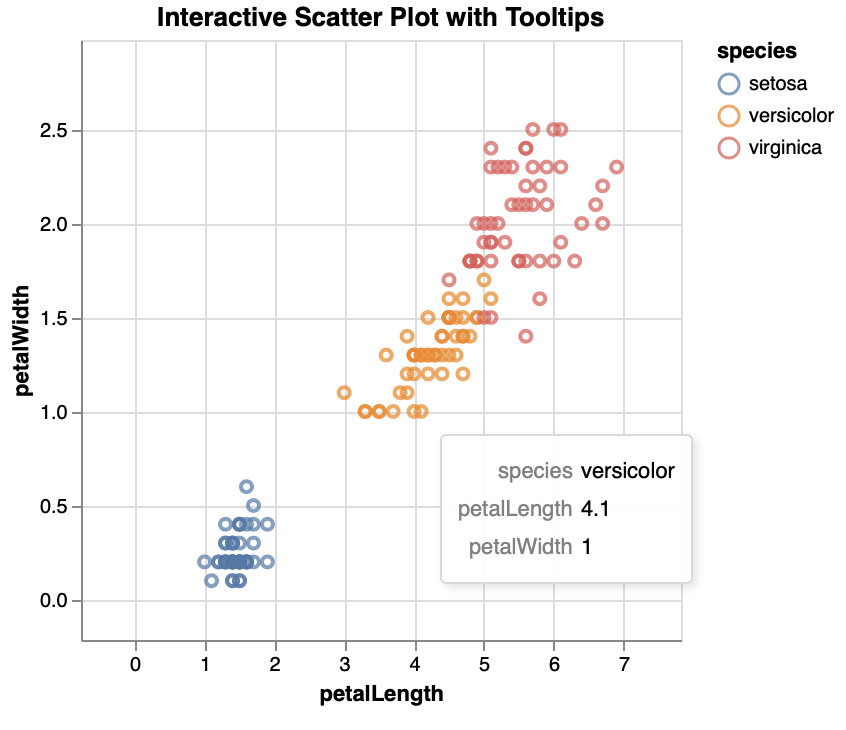 Interactive Scatter Plot with Tooltips
species
setosa
versicolor
virginica
petalWidth
2.5
2.0
1.5
1.0
0.5
0.0
species versicolor
petalLength 4.1
petalWidth 1
0 1 2 3 4 5 6 7
petalLength